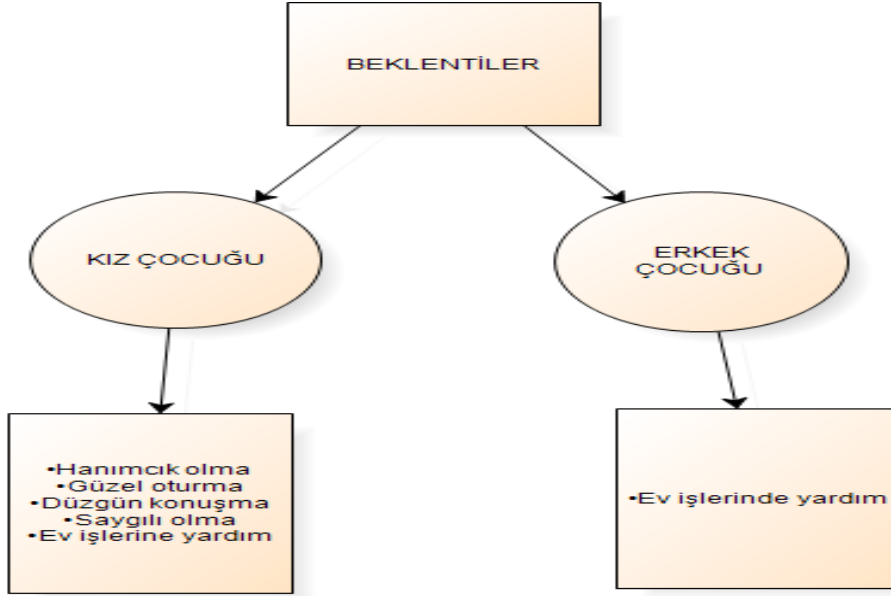 BEKLENTİLER
KIZ ÇOCUĞU
ERKEK
ÇOCUĞU
•Hanımcık olma
•Güzel oturma
•Düzgün konuşma
•Saygılı olma
•Ev işlerine yardım
•Ev işlerinde yardım